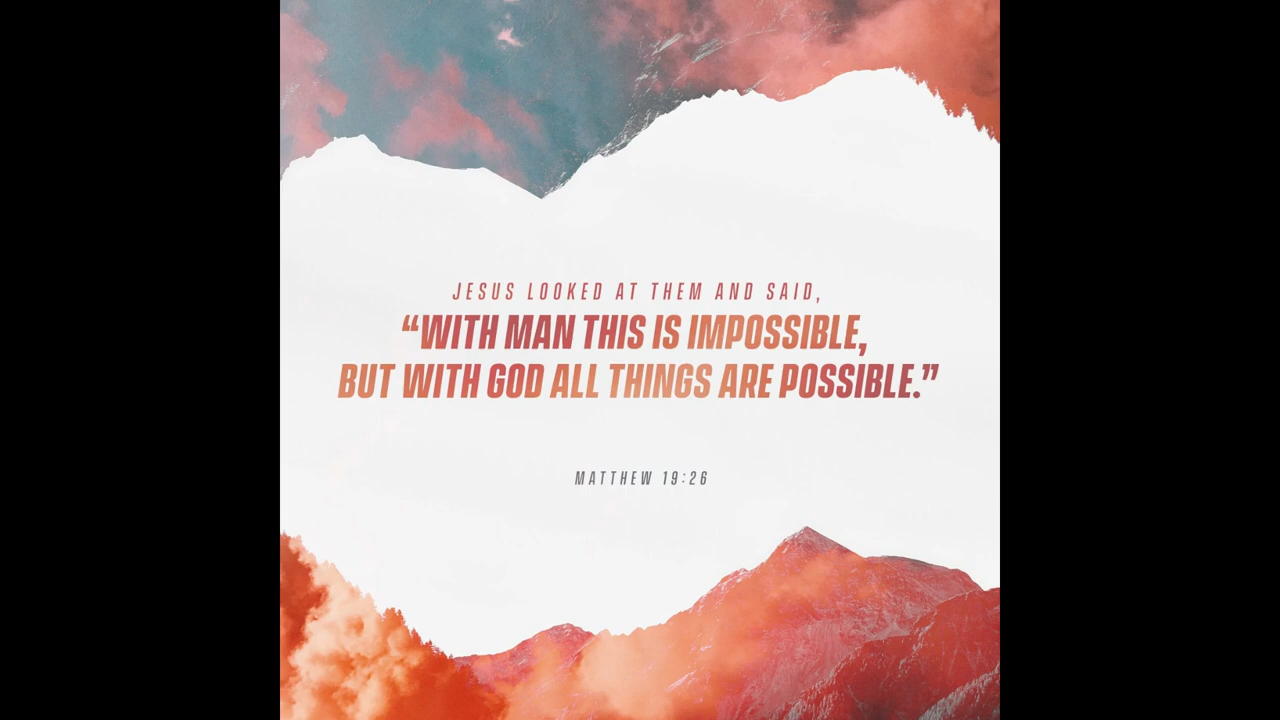 JESUS LOOKED AT THEM AND SAID,
“WITH MAN THIS IS IMPOSSIBLE,
BUT WITH GOD ALL THINGS ARE POSSIBLE.”
MATTHEW 19:26